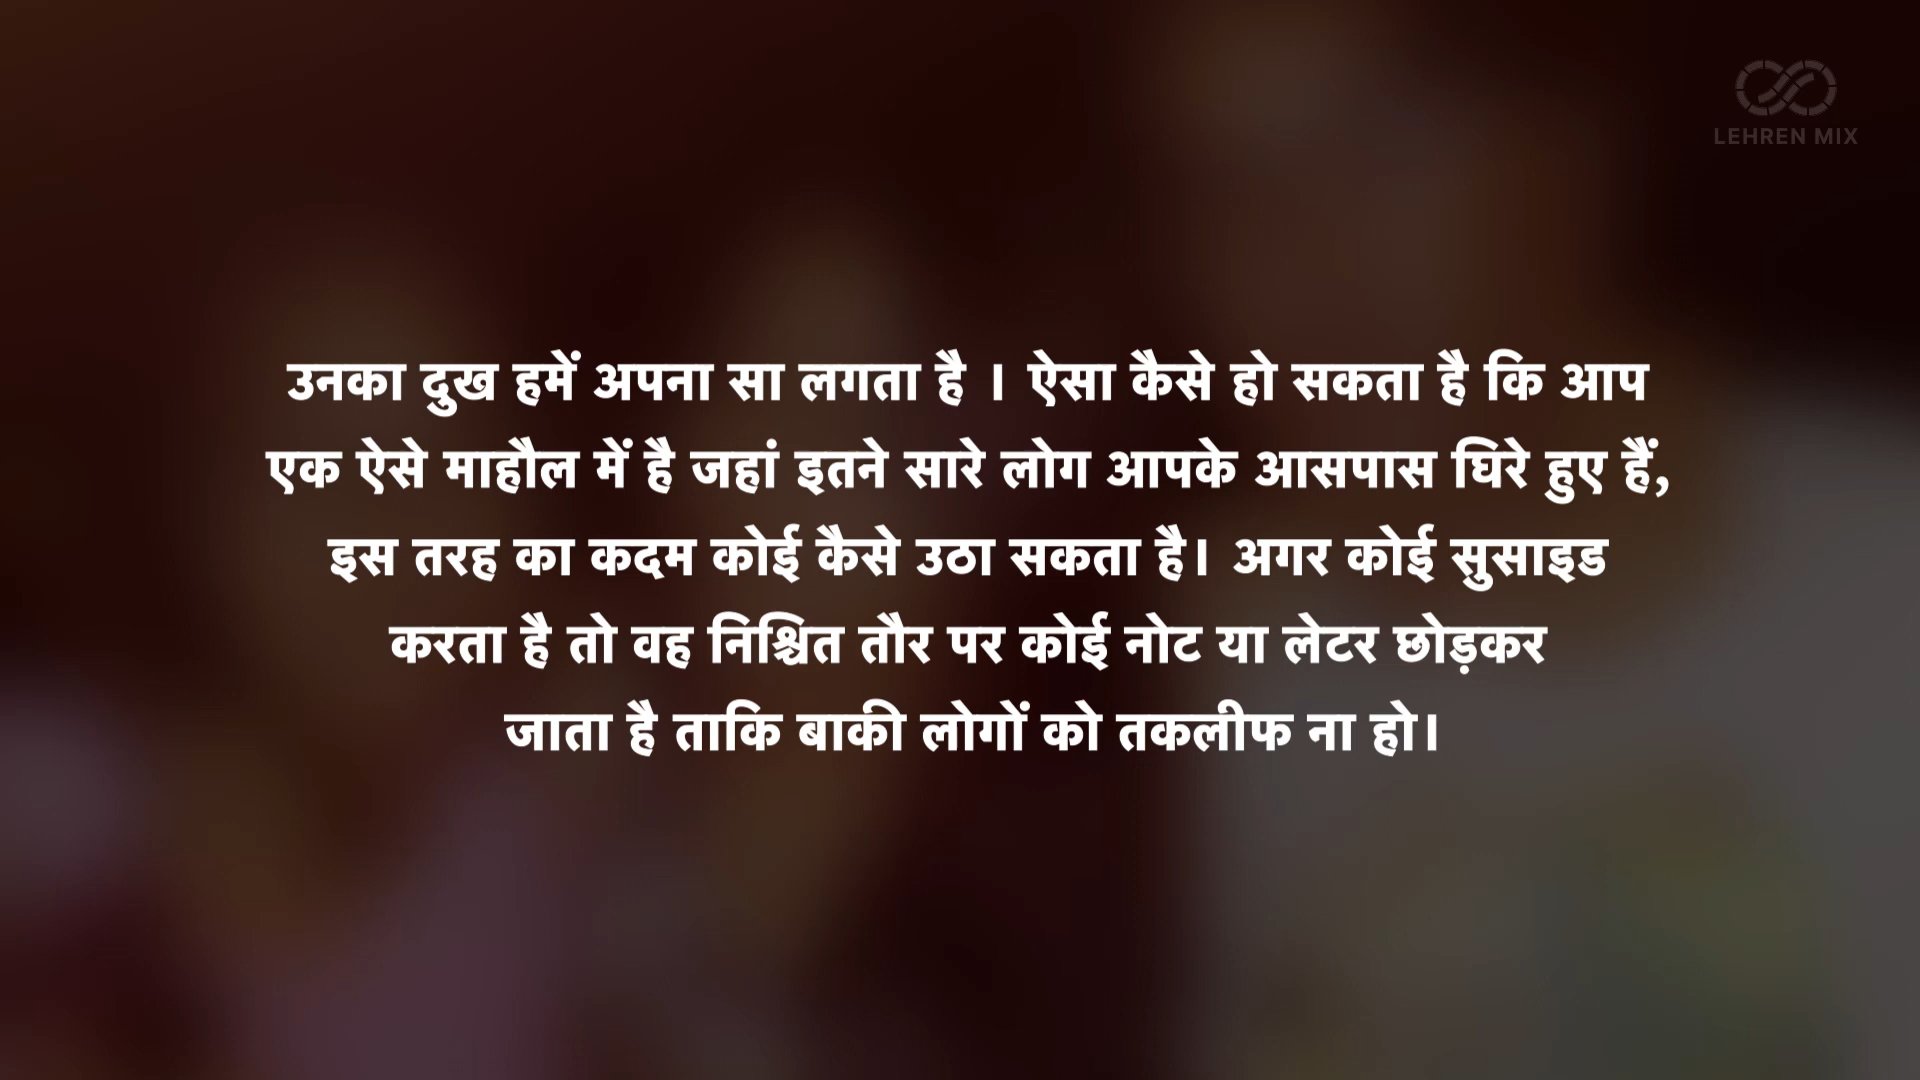 LEHREN MIX
उनका दुख हमें अपना सा लगता है । ऐसा कैसे हो सकता है कि आप
एक ऐसे माहौल में है जहां इतने सारे लोग आपके आसपास घिरे हुए हैं,
इस तरह का कदम कोई कैसे उठा सकता है। अगर कोई सुसाइड
करता है तो वह निश्चित तौर पर कोई नोट या लेटर छोड़कर
जाता है ताकि बाकी लोगों को तकलीफ ना हो।